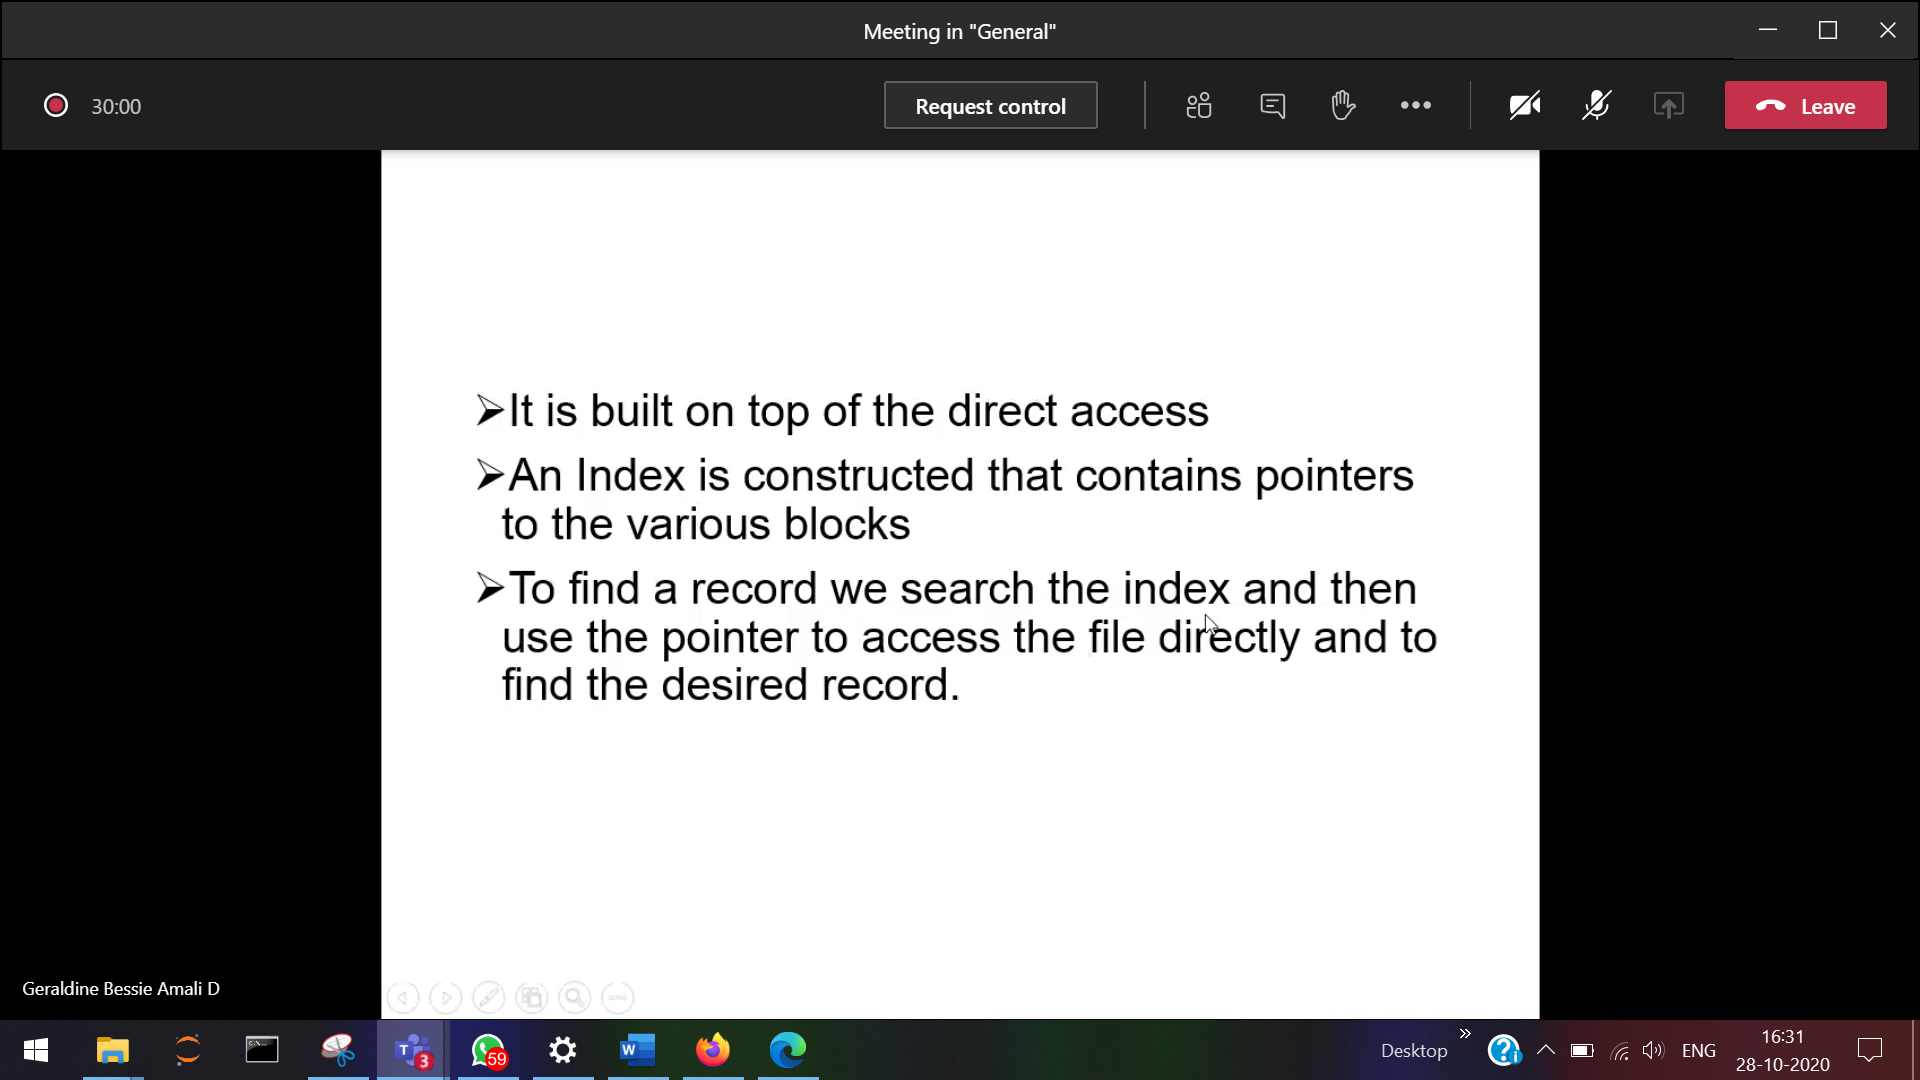 Meeting in "General"
30:00
Request control
Leave
➢It is built on top of the direct access
➢An Index is constructed that contains pointers
to the various blocks
➢To find a record we search the index and then
use the pointer to access the file directly and to
find the desired record.
Geraldine Bessie Amali D
3
59
Desktop
ENG
16:31
28-10-2020